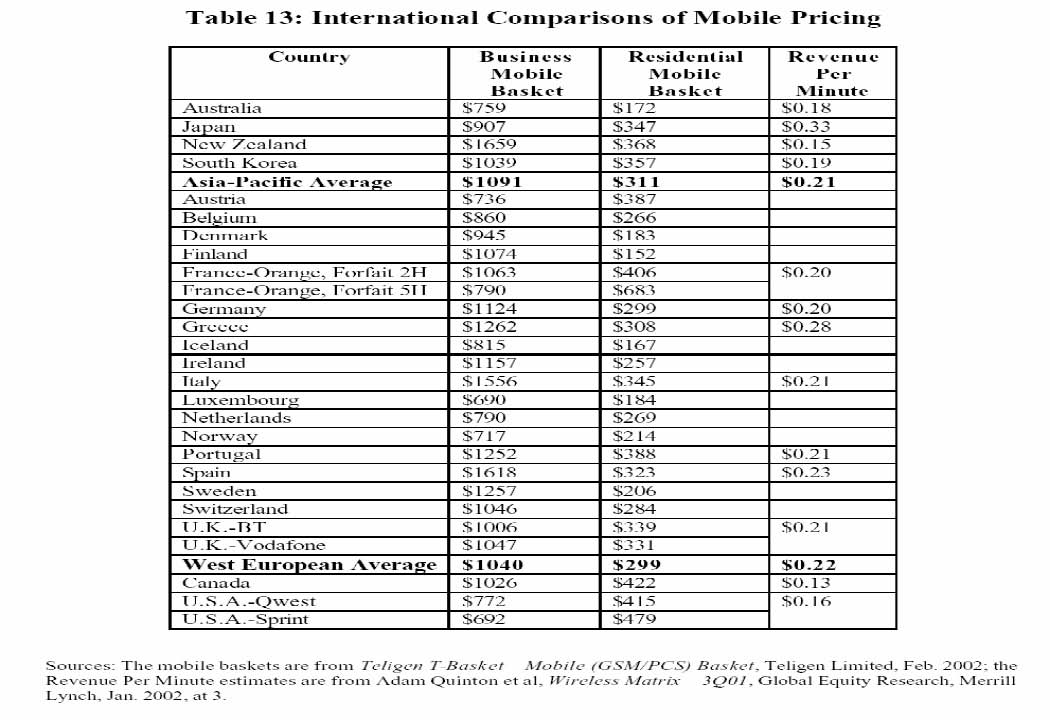 Table 13: International Comparisons of Mobile Pricing
Country Business Mobile Basket Residential Mobile Basket Revenue Per Minute
Australia $759 $172 $0.18
Japan $907 $347 $0.33
New Zealand $1659 $368 $0.15
South Korea $1039 $357 $0.19
Asia-Pacific Average $1091 $311 $0.21
Austria $736 $387
Belgium $860 $266
Denmark $945 $183
Finland $1074 $152
France-Orange, Forfait 2H $1063 $406 $0.20
France-Orange, Forfait 5H $790 $683
Germany $1124 $299 $0.20
Greece $1262 $308 $0.28
Iceland $815 $167
Ireland $1157 $257
Italy $1556 $345 $0.21
Luxembourg $690 $184
Netherlands $790 $269
Norway $717 $214
Portugal $1252 $388 $0.21
Spain $1618 $323 $0.23
Sweden $1257 $206
Switzerland $1046 $284
U.K.-BT $1006 $339 $0.21
U.K.-Vodafone $1047 $331
West European Average $1040 $299 $0.22
Canada $1026 $422 $0.13
U.S.A.-Qwest $772 $415 $0.16
U.S.A.-Sprint $692 $479
Sources: The mobile baskets are from Teligen T-Basket Mobile (GSM/PCS) Basket, Teligen Limited, Feb. 2002; the
Revenue Per Minute estimates are from Adam Quinton et al, Wireless Matrix 3Q01, Global Equity Research, Merrill
Lynch, Jan. 2002, at 3.